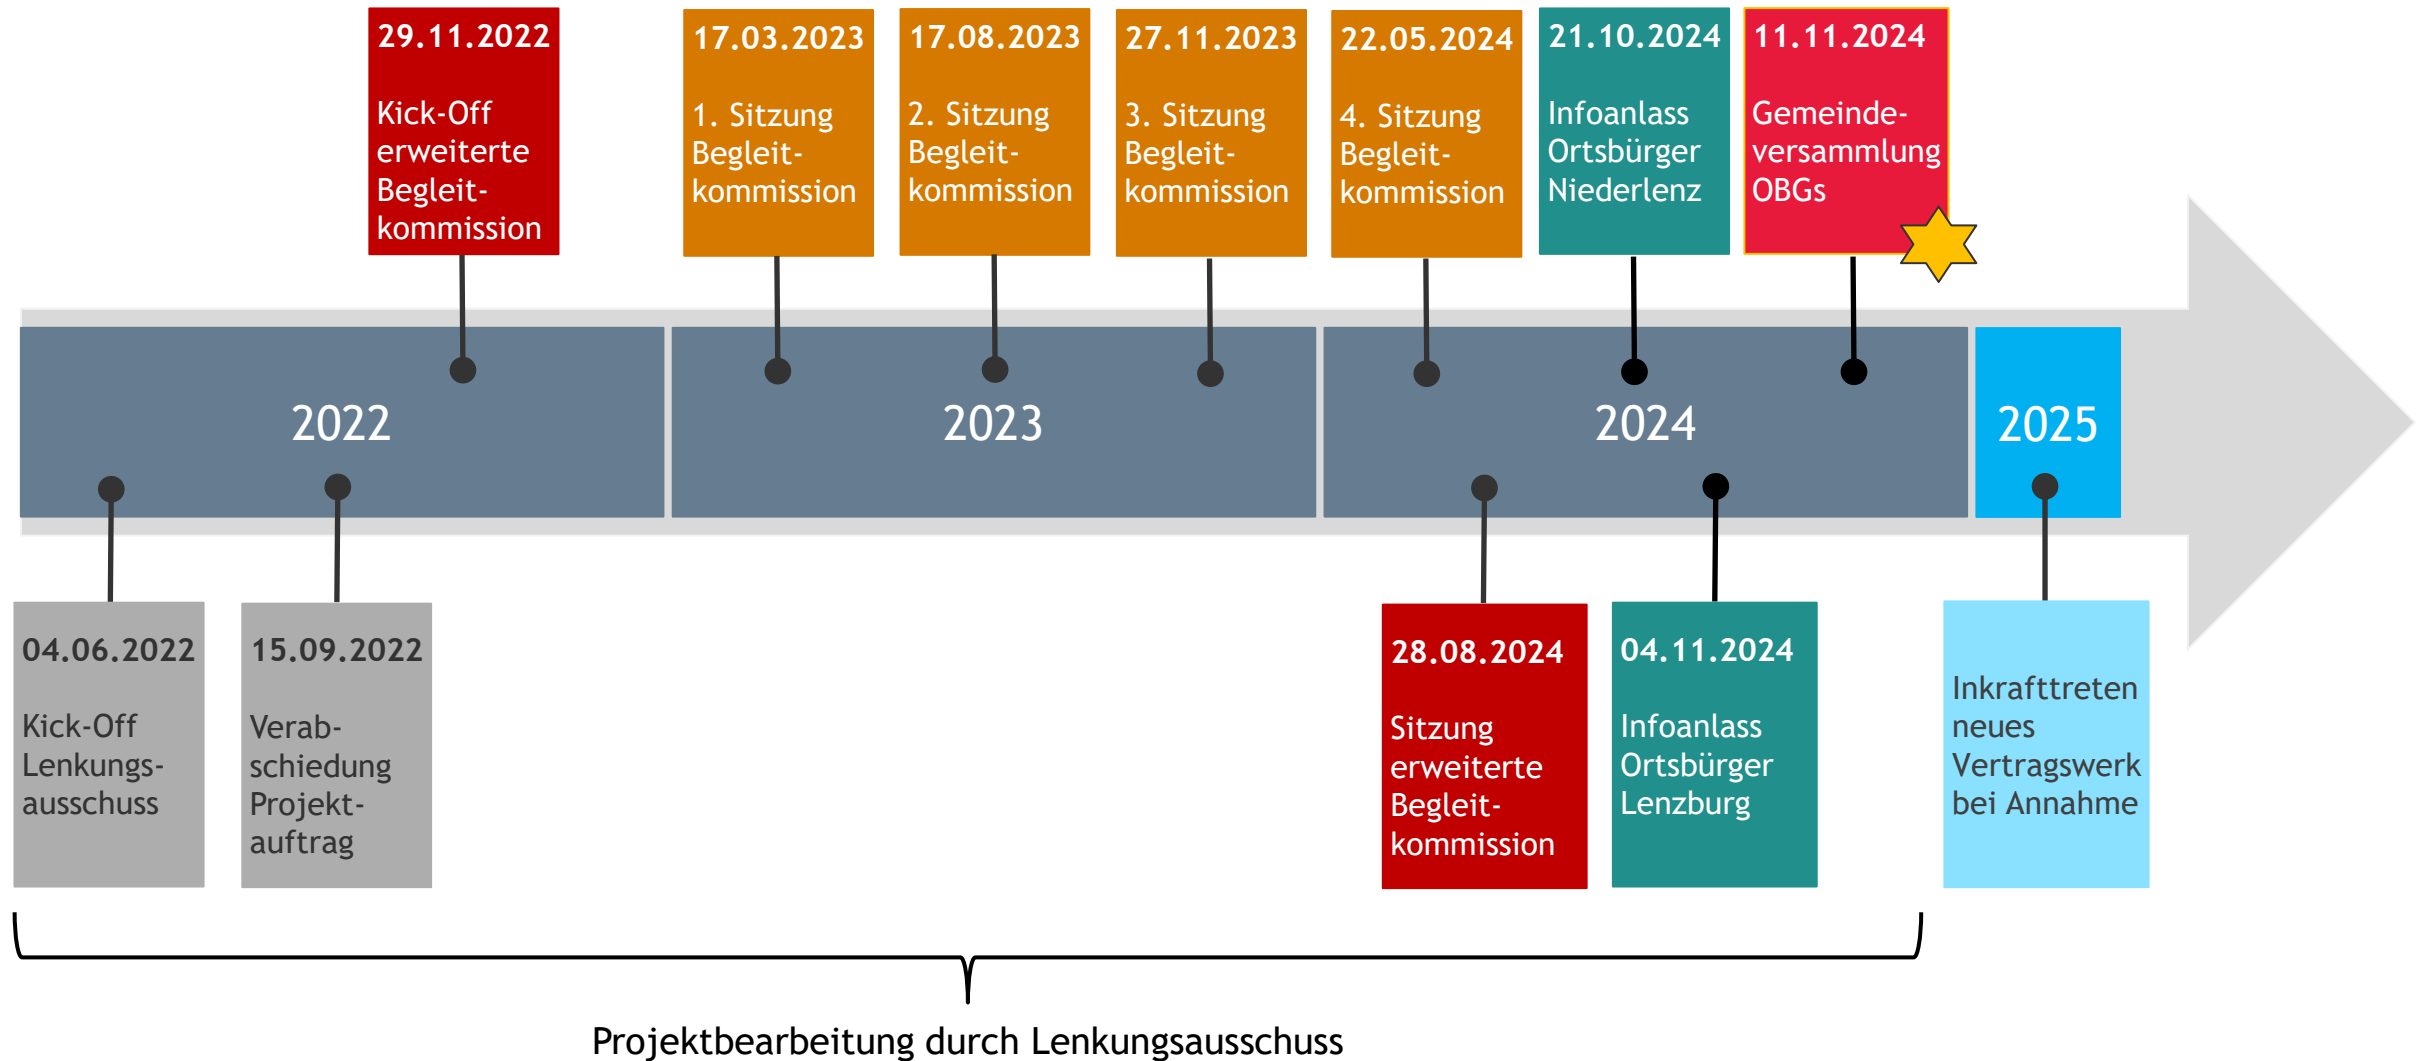 29.11.2022
Kick-Off
erweiterte
Begleit-
kommission
17.03.2023
1. Sitzung
Begleit-
kommission
17.08.2023
2. Sitzung
Begleit-
kommission
27.11.2023
3. Sitzung
Begleit-
kommission
22.05.2024
4. Sitzung
Begleit-
kommission
21.10.2024
Infoanlass
Ortsbürger
Niederlenz
11.11.2024
Gemeinde-
versammlung
OBGs
2022
2023
2024
2025
04.06.2022
Kick-Off
Lenkungs-
ausschuss
15.09.2022
Verab-
schiedung
Projekt-
auftrag
28.08.2024
Sitzung
erweiterte
Begleit-
kommission
04.11.2024
Infoanlass
Ortsbürger
Lenzburg
Inkrafttreten
neues
Vertragswerk
bei Annahme
Projektbearbeitung durch Lenkungsausschuss